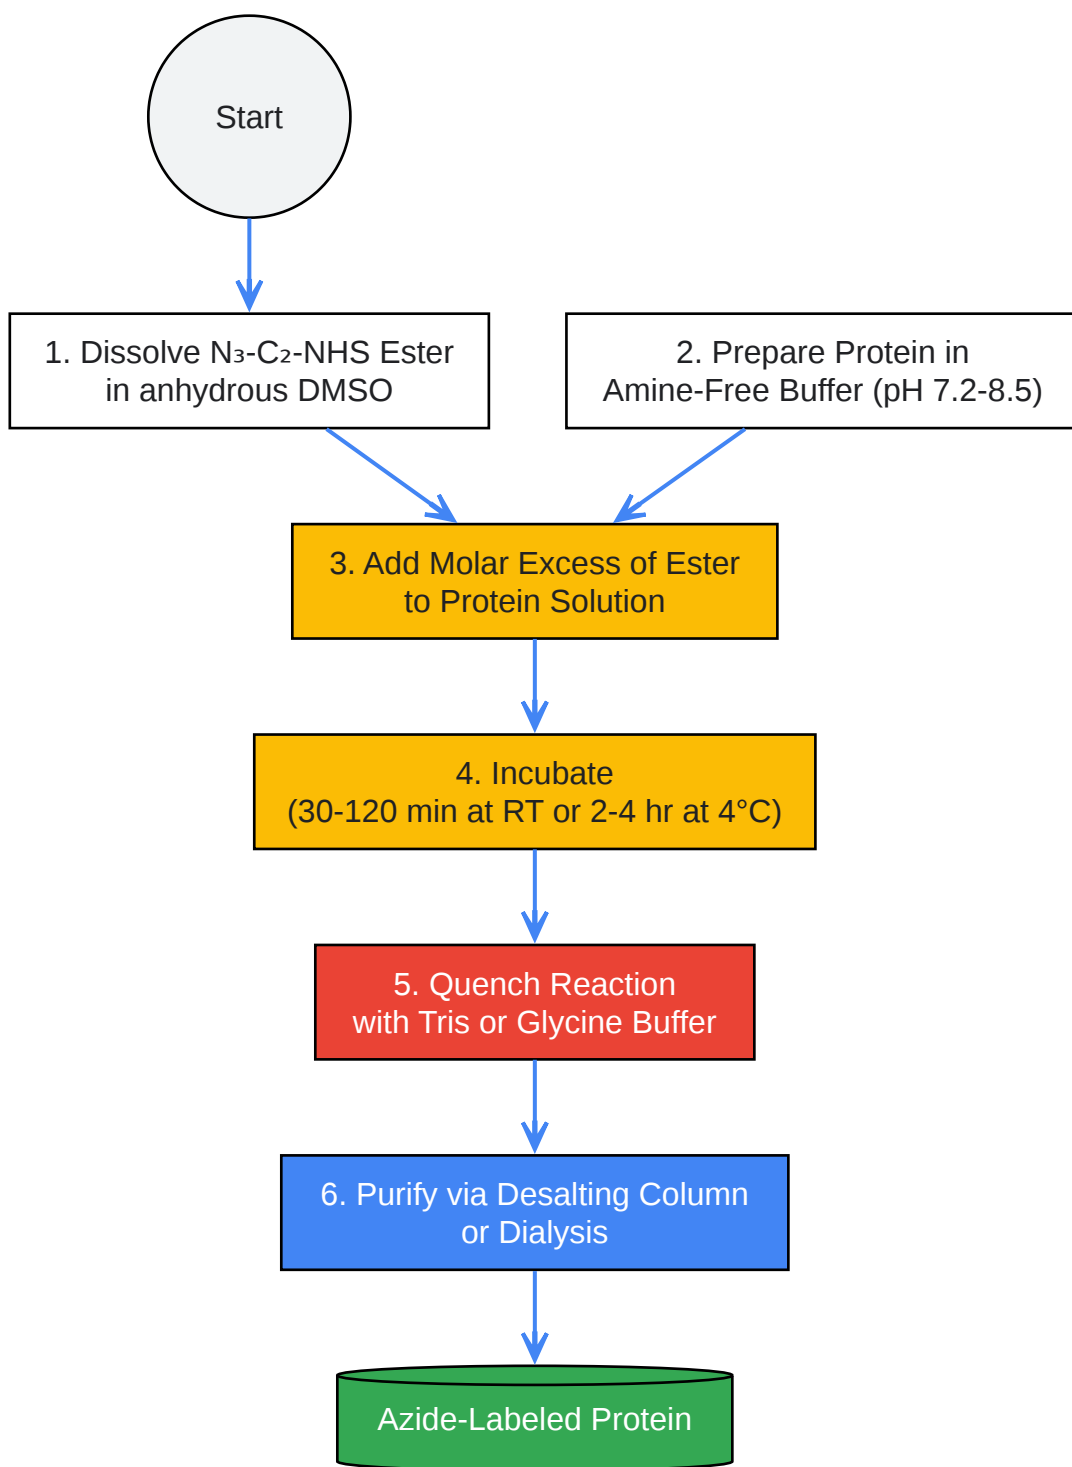 Start
1. Dissolve N₃-C₂-NHS Ester
in anhydrous DMSO
2. Prepare Protein in
Amine-Free Buffer (pH 7.2-8.5)
3. Add Molar Excess of Ester
to Protein Solution
4. Incubate
(30-120 min at RT or 2-4 hr at 4°C)
5. Quench Reaction
with Tris or Glycine Buffer
6. Purify via Desalting Column
or Dialysis
Azide-Labeled Protein